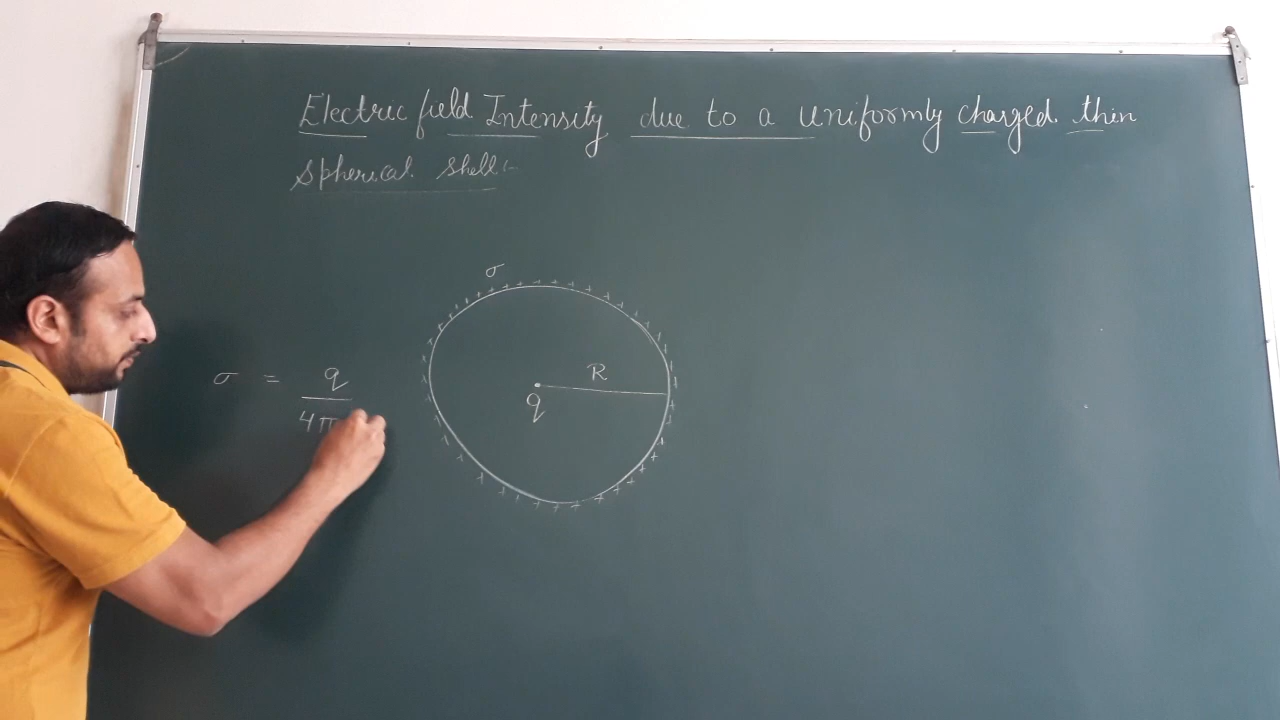 Electric field Intensity due to a uniformly charged thin
spherical shell :-
σ
σ = q
4π
R
q